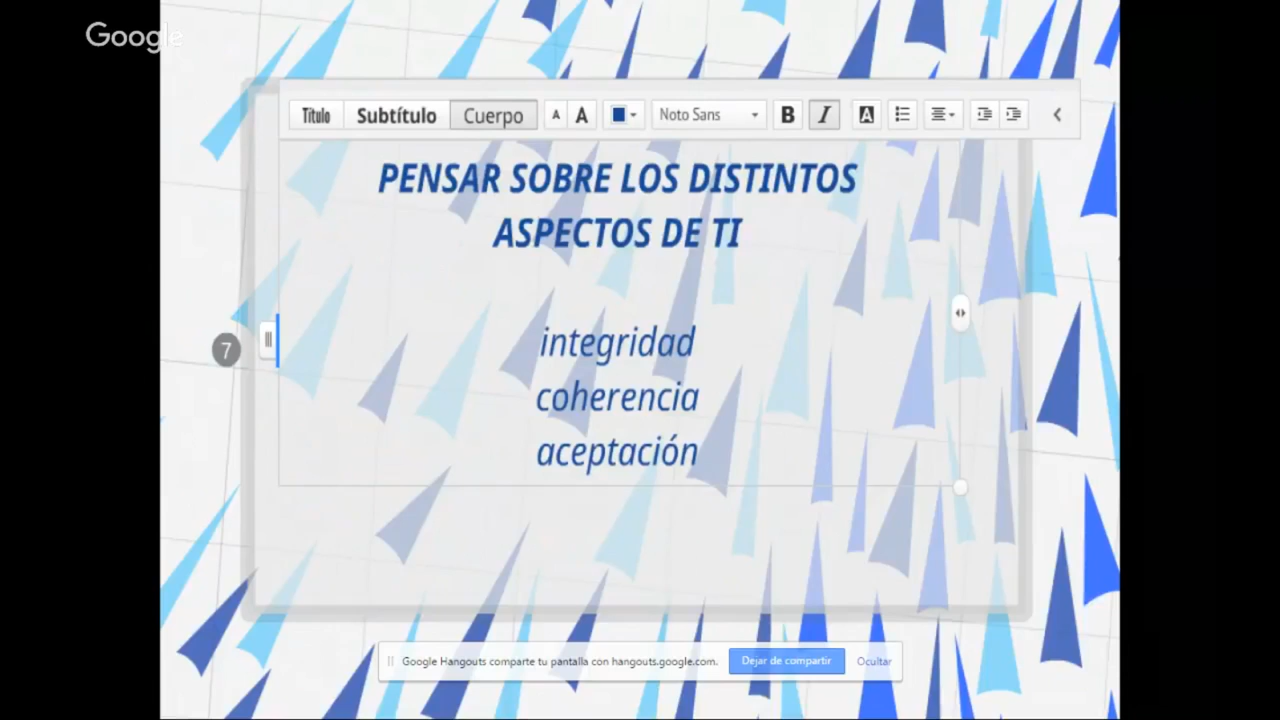 Google
Título Subtítulo Cuerpo A A Noto Sans B I A
PENSAR SOBRE LOS DISTINTOS
ASPECTOS DE TI
integridad
7
coherencia
aceptación
Google Hangouts comparte tu pantalla con hangouts.google.com. Dejar de compartir Ocultar